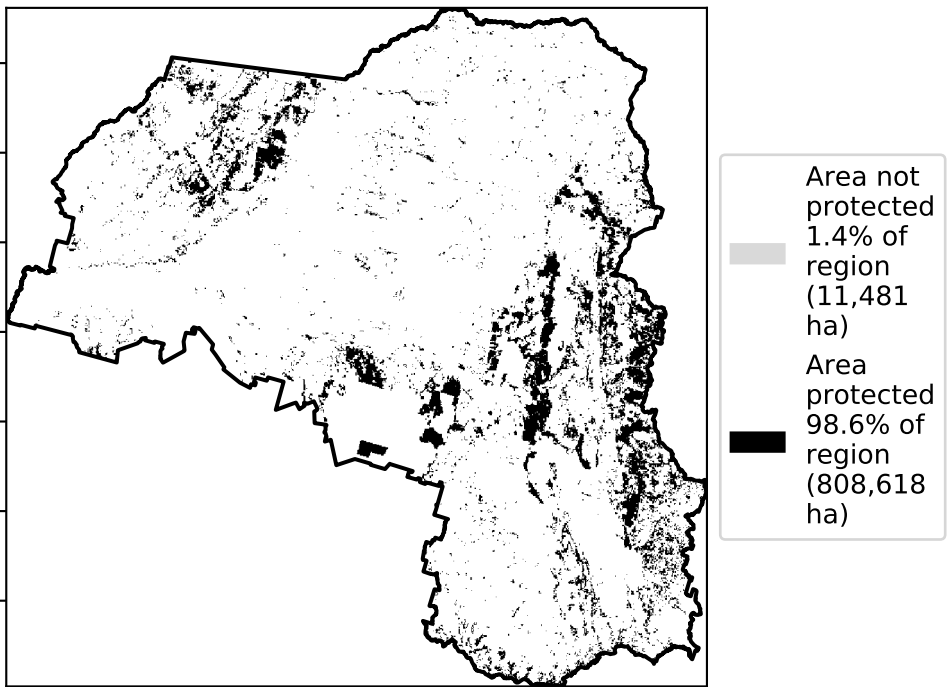 Area not
protected
1.4% of
region
(11,481
ha)
Area
protected
98.6% of
region
(808,618
ha)